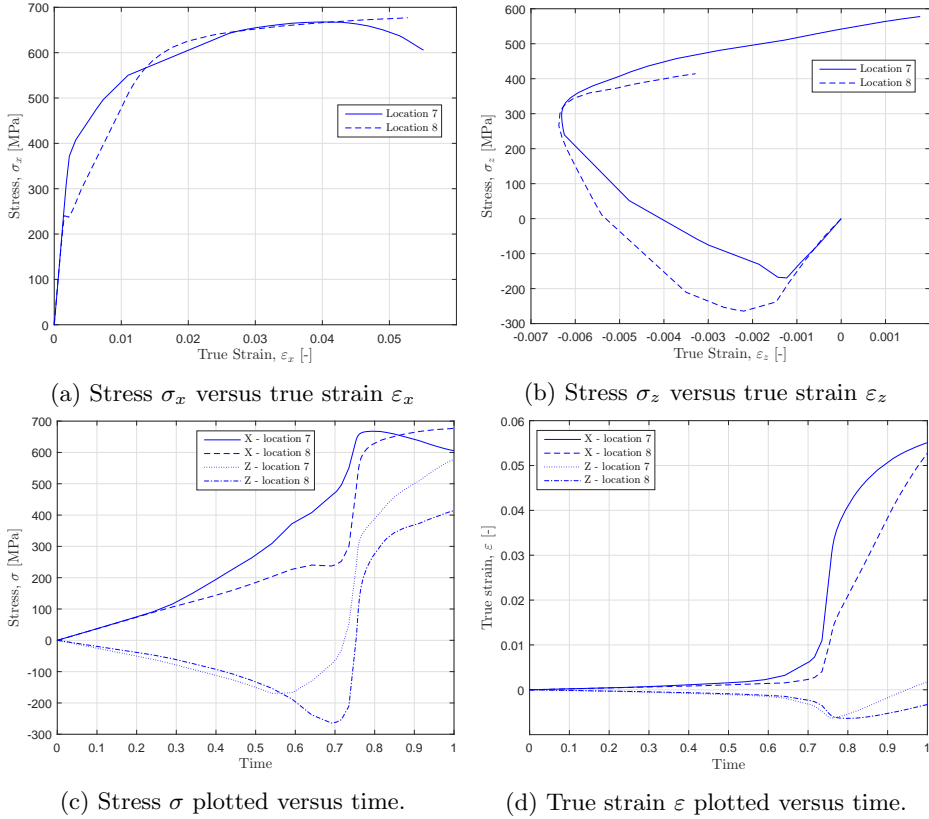 700
600
500
400
300
200
100
0
Stress, σx [MPa]
0 0.01 0.02 0.03 0.04 0.05
True Strain, εx [-]
Location 7
Location 8
(a) Stress σx versus true strain εx
600
500
400
300
200
100
0
-100
-200
-300
Stress, σz [MPa]
-0.007 -0.006 -0.005 -0.004 -0.003 -0.002 -0.001 0 0.001
True Strain, εz [-]
Location 7
Location 8
(b) Stress σz versus true strain εz
700
600
500
400
300
200
100
0
-100
-200
-300
Stress, σ [MPa]
0 0.1 0.2 0.3 0.4 0.5 0.6 0.7 0.8 0.9 1
Time
X - location 7
X - location 8
Z - location 7
Z - location 8
(c) Stress σ plotted versus time.
0.06
0.05
0.04
0.03
0.02
0.01
0
True strain, ε [-]
0 0.1 0.2 0.3 0.4 0.5 0.6 0.7 0.8 0.9 1
Time
X - location 7
X - location 8
Z - location 7
Z - location 8
(d) True strain ε plotted versus time.